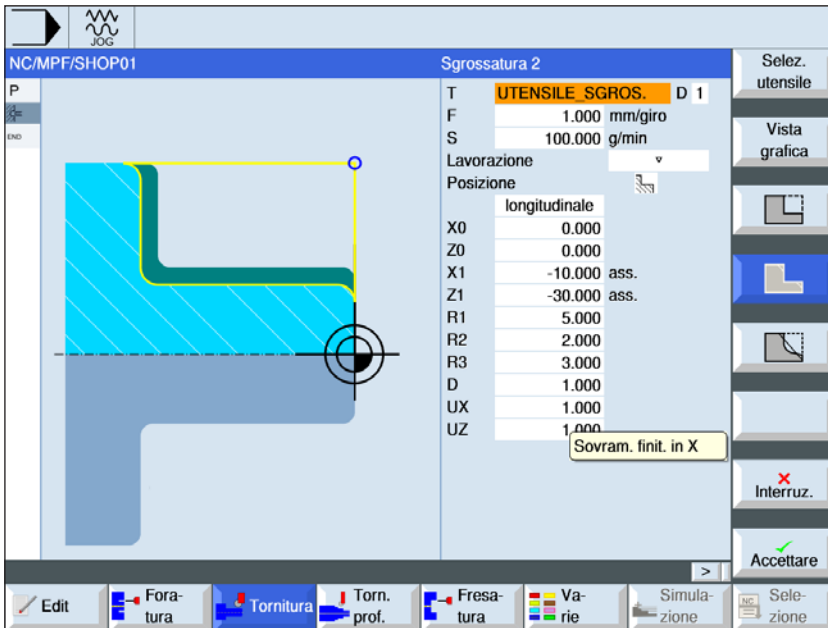 JOG
NC/MPF/SHOP01
Sgrossatura 2
P
END
T UTENSILE_SGROS. D 1
F 1.000 mm/giro
S 100.000 g/min
Lavorazione ▿
Posizione
longitudinale
X0 0.000
Z0 0.000
X1 -10.000 ass.
Z1 -30.000 ass.
R1 5.000
R2 2.000
R3 3.000
D 1.000
UX 1.000
UZ 1.000
Sovram. finit. in X
Selez.
utensile
Vista
grafica
Interruz.
Accettare
>
Edit
Fora-
tura
Tornitura
Torn.
prof.
Fresa-
tura
Va-
rie
Simula-
zione
NC
Sele-
zione